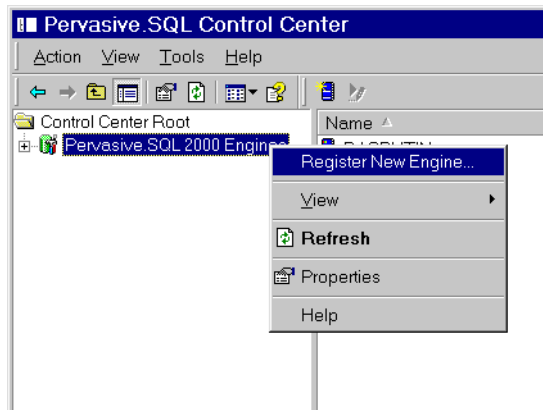 Pervasive.SQL Control Center
Action View Tools Help
Control Center Root
Name
Pervasive.SQL 2000 Engines
Register New Engine...
View
Refresh
Properties
Help